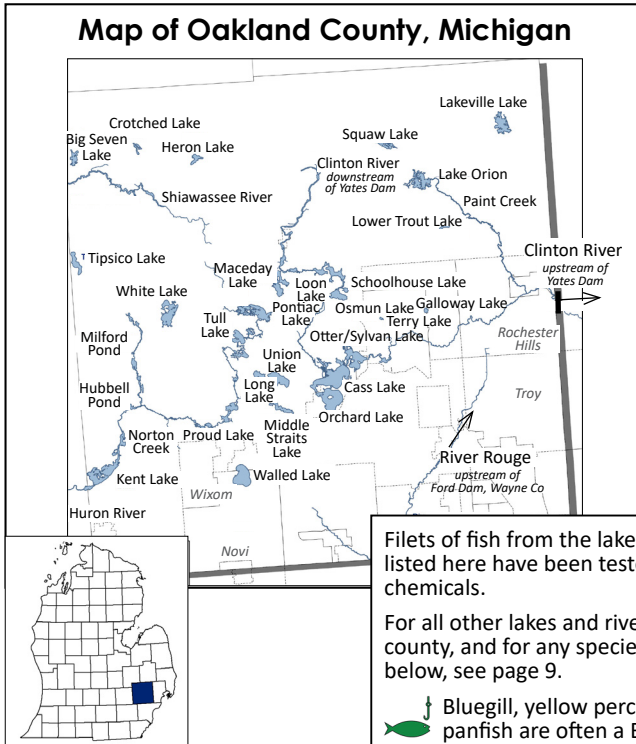 Map of Oakland County, Michigan
Lakeville Lake
Crotched Lake
Squaw Lake
Big Seven
Lake
Heron Lake
Clinton River
downstream
of Yates Dam
Lake Orion
Shiawassee River
Paint Creek
Lower Trout Lake
Clinton River
upstream of
Yates Dam
Tipsico Lake
Maceday
Lake
Loon
Lake
Schoolhouse Lake
White Lake
Pontiac
Lake
Osmun Lake
Galloway Lake
Tull
Lake
Terry Lake
Otter/Sylvan Lake
Rochester
Hills
Milford
Pond
Union
Lake
Long
Lake
Cass Lake
Troy
Hubbell
Pond
Orchard Lake
Norton
Creek
Proud Lake
Middle
Straits
Lake
River Rouge
upstream of
Ford Dam, Wayne Co
Kent Lake
Walled Lake
Wixom
Huron River
Novi
Filets of fish from the lake
listed here have been teste
chemicals.
For all other lakes and rive
county, and for any species
below, see page 9.
Bluegill, yellow perc
panfish are often a B